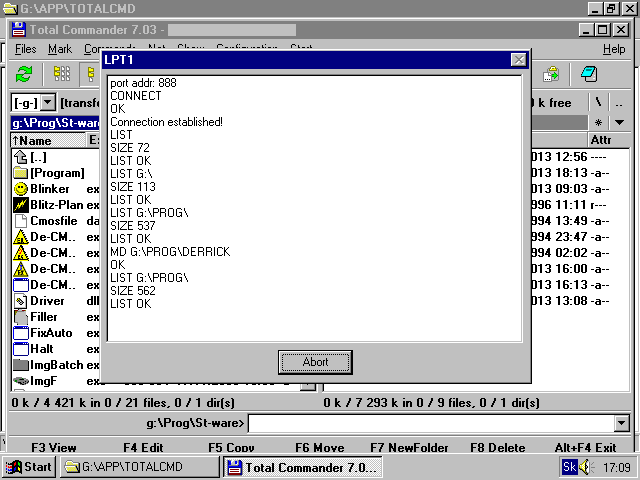 G:\APP\TOTALCMD
Total Commander 7.03 -
Files Mark Commands Net Show Configuration Start Help
LPT1
port addr: 888
CONNECT
OK
Connection established!
LIST
SIZE 72
LIST OK
LIST G:\
SIZE 113
LIST OK
LIST G:\PROG\
SIZE 537
LIST OK
MD G:\PROG\DERRICK
OK
LIST G:\PROG\
SIZE 562
LIST OK
Abort
[-g-] [transfe
0 k free \ ..
g:\Prog\St-ware
* ▼
↑Name E
Attr
[..]
013 12:56 ----
[Program]
013 18:13 -a--
Blinker ex
013 09:03 -a--
Blitz-Plan ex
996 11:11 r---
Cmosfile da
994 13:49 -a--
De-CM.. ex
994 23:47 -a--
De-CM.. ex
994 02:02 -a--
De-CM.. ex
013 16:00 -a--
De-CM.. ex
013 16:13 -a--
Driver dll
013 13:08 -a--
Filler ex
FixAuto ex
Halt ex
ImgBatch ex
ImgF ex
0 k / 4 421 k in 0 / 21 files, 0 / 1 dir(s)
0 k / 7 293 k in 0 / 9 files, 0 / 1 dir(s)
g:\Prog\St-ware>
F3 View F4 Edit F5 Copy F6 Move F7 NewFolder F8 Delete Alt+F4 Exit
Start G:\APP\TOTALCMD Total Commander 7.0... Sk 17:09